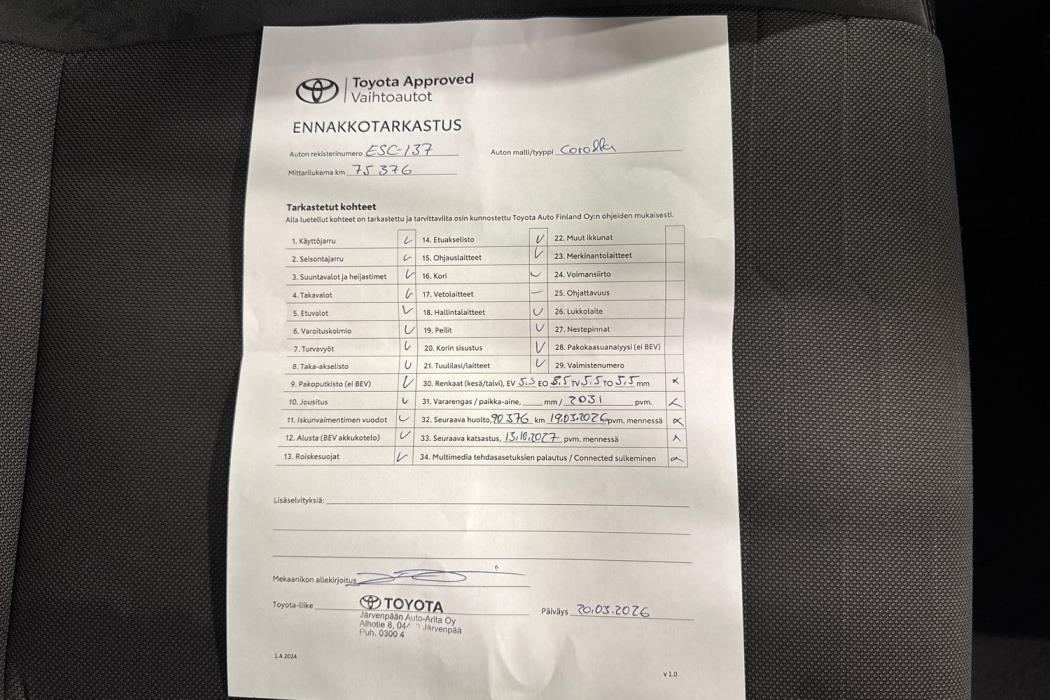 Toyota Approved
Vaihtoautot
ENNAKKOTARKASTUS
Auton rekisterinumero ESC-137 Auton malli/tyyppi Corolla
Mittarilukema km 75 376
Tarkastetut kohteet
Alla luetellut kohteet on tarkastettu ja tarvittavilta osin kunnostettu Toyota Auto Finland Oy:n ohjeiden mukaisesti.
1. Käyttöjarru 14. Etuakselisto 22. Muut ikkunat
2. Seisontajarru 15. Ohjauslaitteet 23. Merkinantolaitteet
3. Suuntavalot ja heijastimet 16. Kori 24. Voimansiirto
4. Takavalot 17. Vetolaitteet 25. Ohjattavuus
5. Etuvalot 18. Hallintalaitteet 26. Lukkolaite
6. Varoituskolmio 19. Peilit 27. Nestepinnat
7. Turvavyöt 20. Korin sisustus 28. Pakokaasuanalyysi (ei BEV)
8. Taka-akselisto 21. Tuulilasi/laitteet 29. Valmistenumero
9. Pakoputkisto (ei BEV) 30. Renkaat (kesä/talvi), EV 5.5 EO 5.5 TV 5.5 TO 5.5 mm
10. Jousitus 31. Vararengas / paikka-aine, mm / 2031 pvm.
11. Iskunvaimentimen vuodot 32. Seuraava huolto, 90 376 km 19.03.2026 pvm. mennessä
12. Alusta (BEV akkukotelo) 33. Seuraava katsastus, 13.10.2027 pvm. mennessä
13. Roiskesuojat 34. Multimedia tehdasasetuksien palautus / Connected sulkeminen
Lisäselvityksiä:
Mekaanikon allekirjoitus
Toyota-liike TOYOTA Päiväys 20.03.2026
Järvenpään Auto-Arita Oy
Alhotie 8, 04 Järvenpää
Puh. 0300 4
1.4.2024
V 1.0